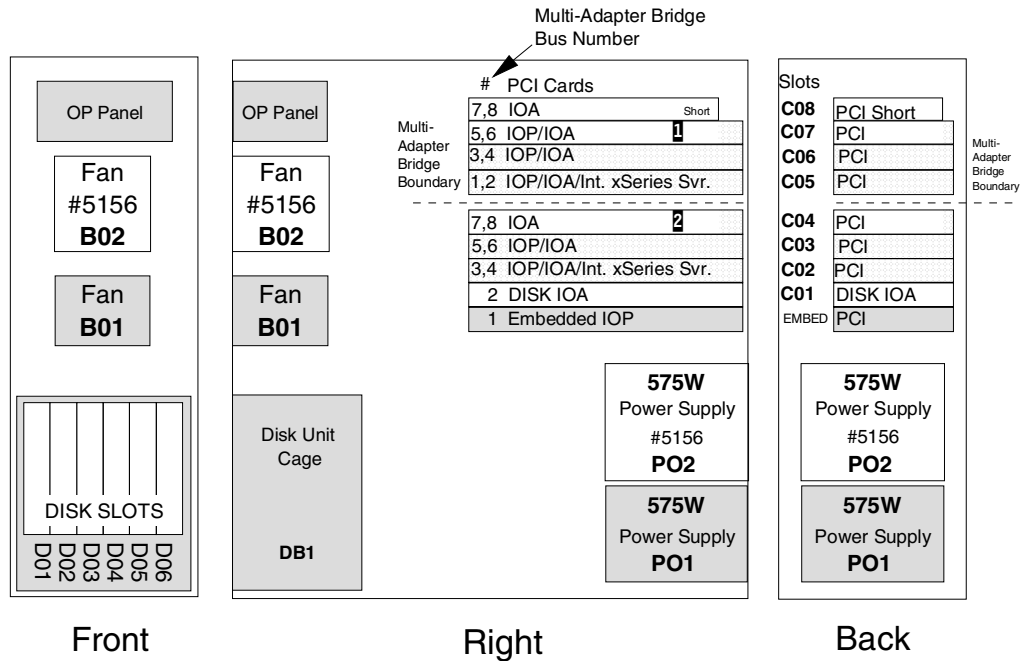 Multi-Adapter Bridge
Bus Number
OP Panel
Fan
#5156
B02
Fan
B01
DISK SLOTS
D01
D02
D03
D04
D05
D06
Front
OP Panel
Fan
#5156
B02
Fan
B01
Disk Unit
Cage
DB1
# PCI Cards
7,8 IOA Short
5,6 IOP/IOA 1
3,4 IOP/IOA
1,2 IOP/IOA/Int. xSeries Svr.
Multi-
Adapter
Bridge
Boundary
7,8 IOA 2
5,6 IOP/IOA
3,4 IOP/IOA/Int. xSeries Svr.
2 DISK IOA
1 Embedded IOP
575W
Power Supply
#5156
PO2
575W
Power Supply
PO1
Right
Slots
C08 PCI Short
C07 PCI
C06 PCI
C05 PCI
Multi-
Adapter
Bridge
Boundary
C04 PCI
C03 PCI
C02 PCI
C01 DISK IOA
EMBED PCI
575W
Power Supply
#5156
PO2
575W
Power Supply
PO1
Back